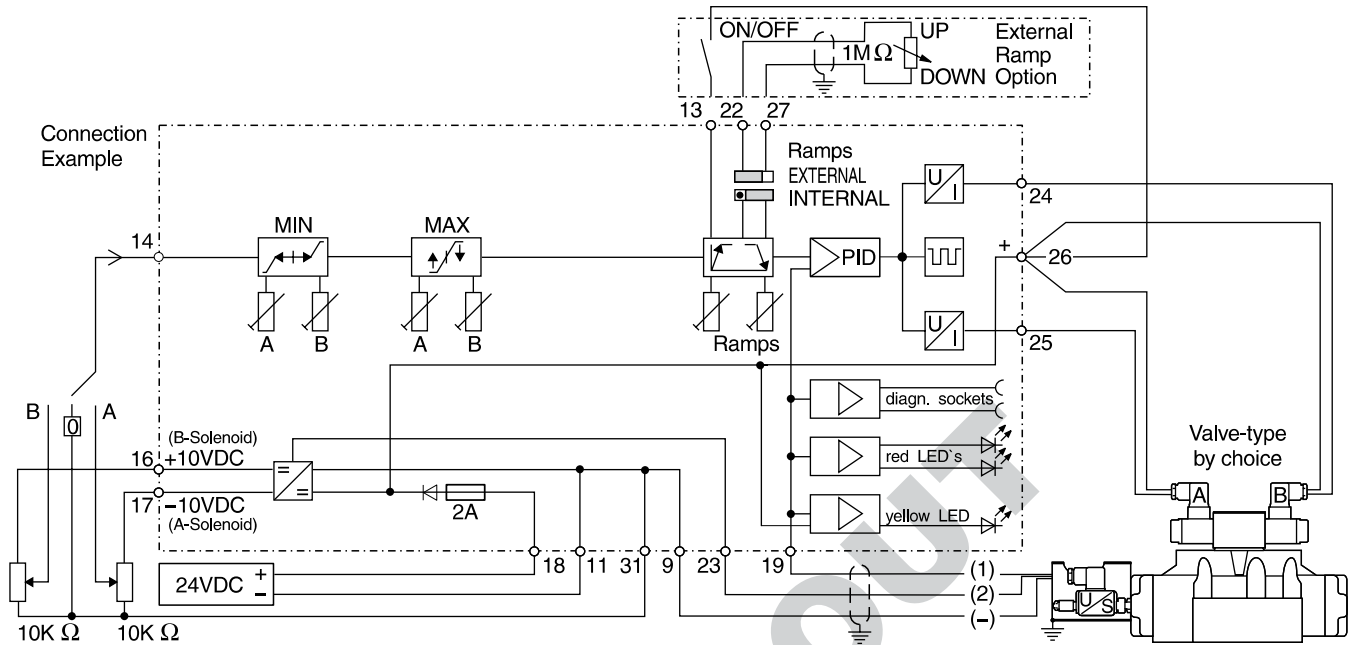 ON/OFF
UP
1MΩ
DOWN
External
Ramp
Option
13 22 27
Connection
Example
Ramps
EXTERNAL
INTERNAL
U
I
24
14
MIN
MAX
PID
+
26
A B
A B
Ramps
U
I
25
B 0 A
diagn. sockets
(B-Solenoid)
16 +10VDC
17 −10VDC
(A-Solenoid)
=
=
2A
red LED`s
yellow LED
Valve-type
by choice
A B
24VDC
+
−
18 11 31 9 23 19
(1)
(2)
(−)
U
S
10K Ω 10K Ω
OUT